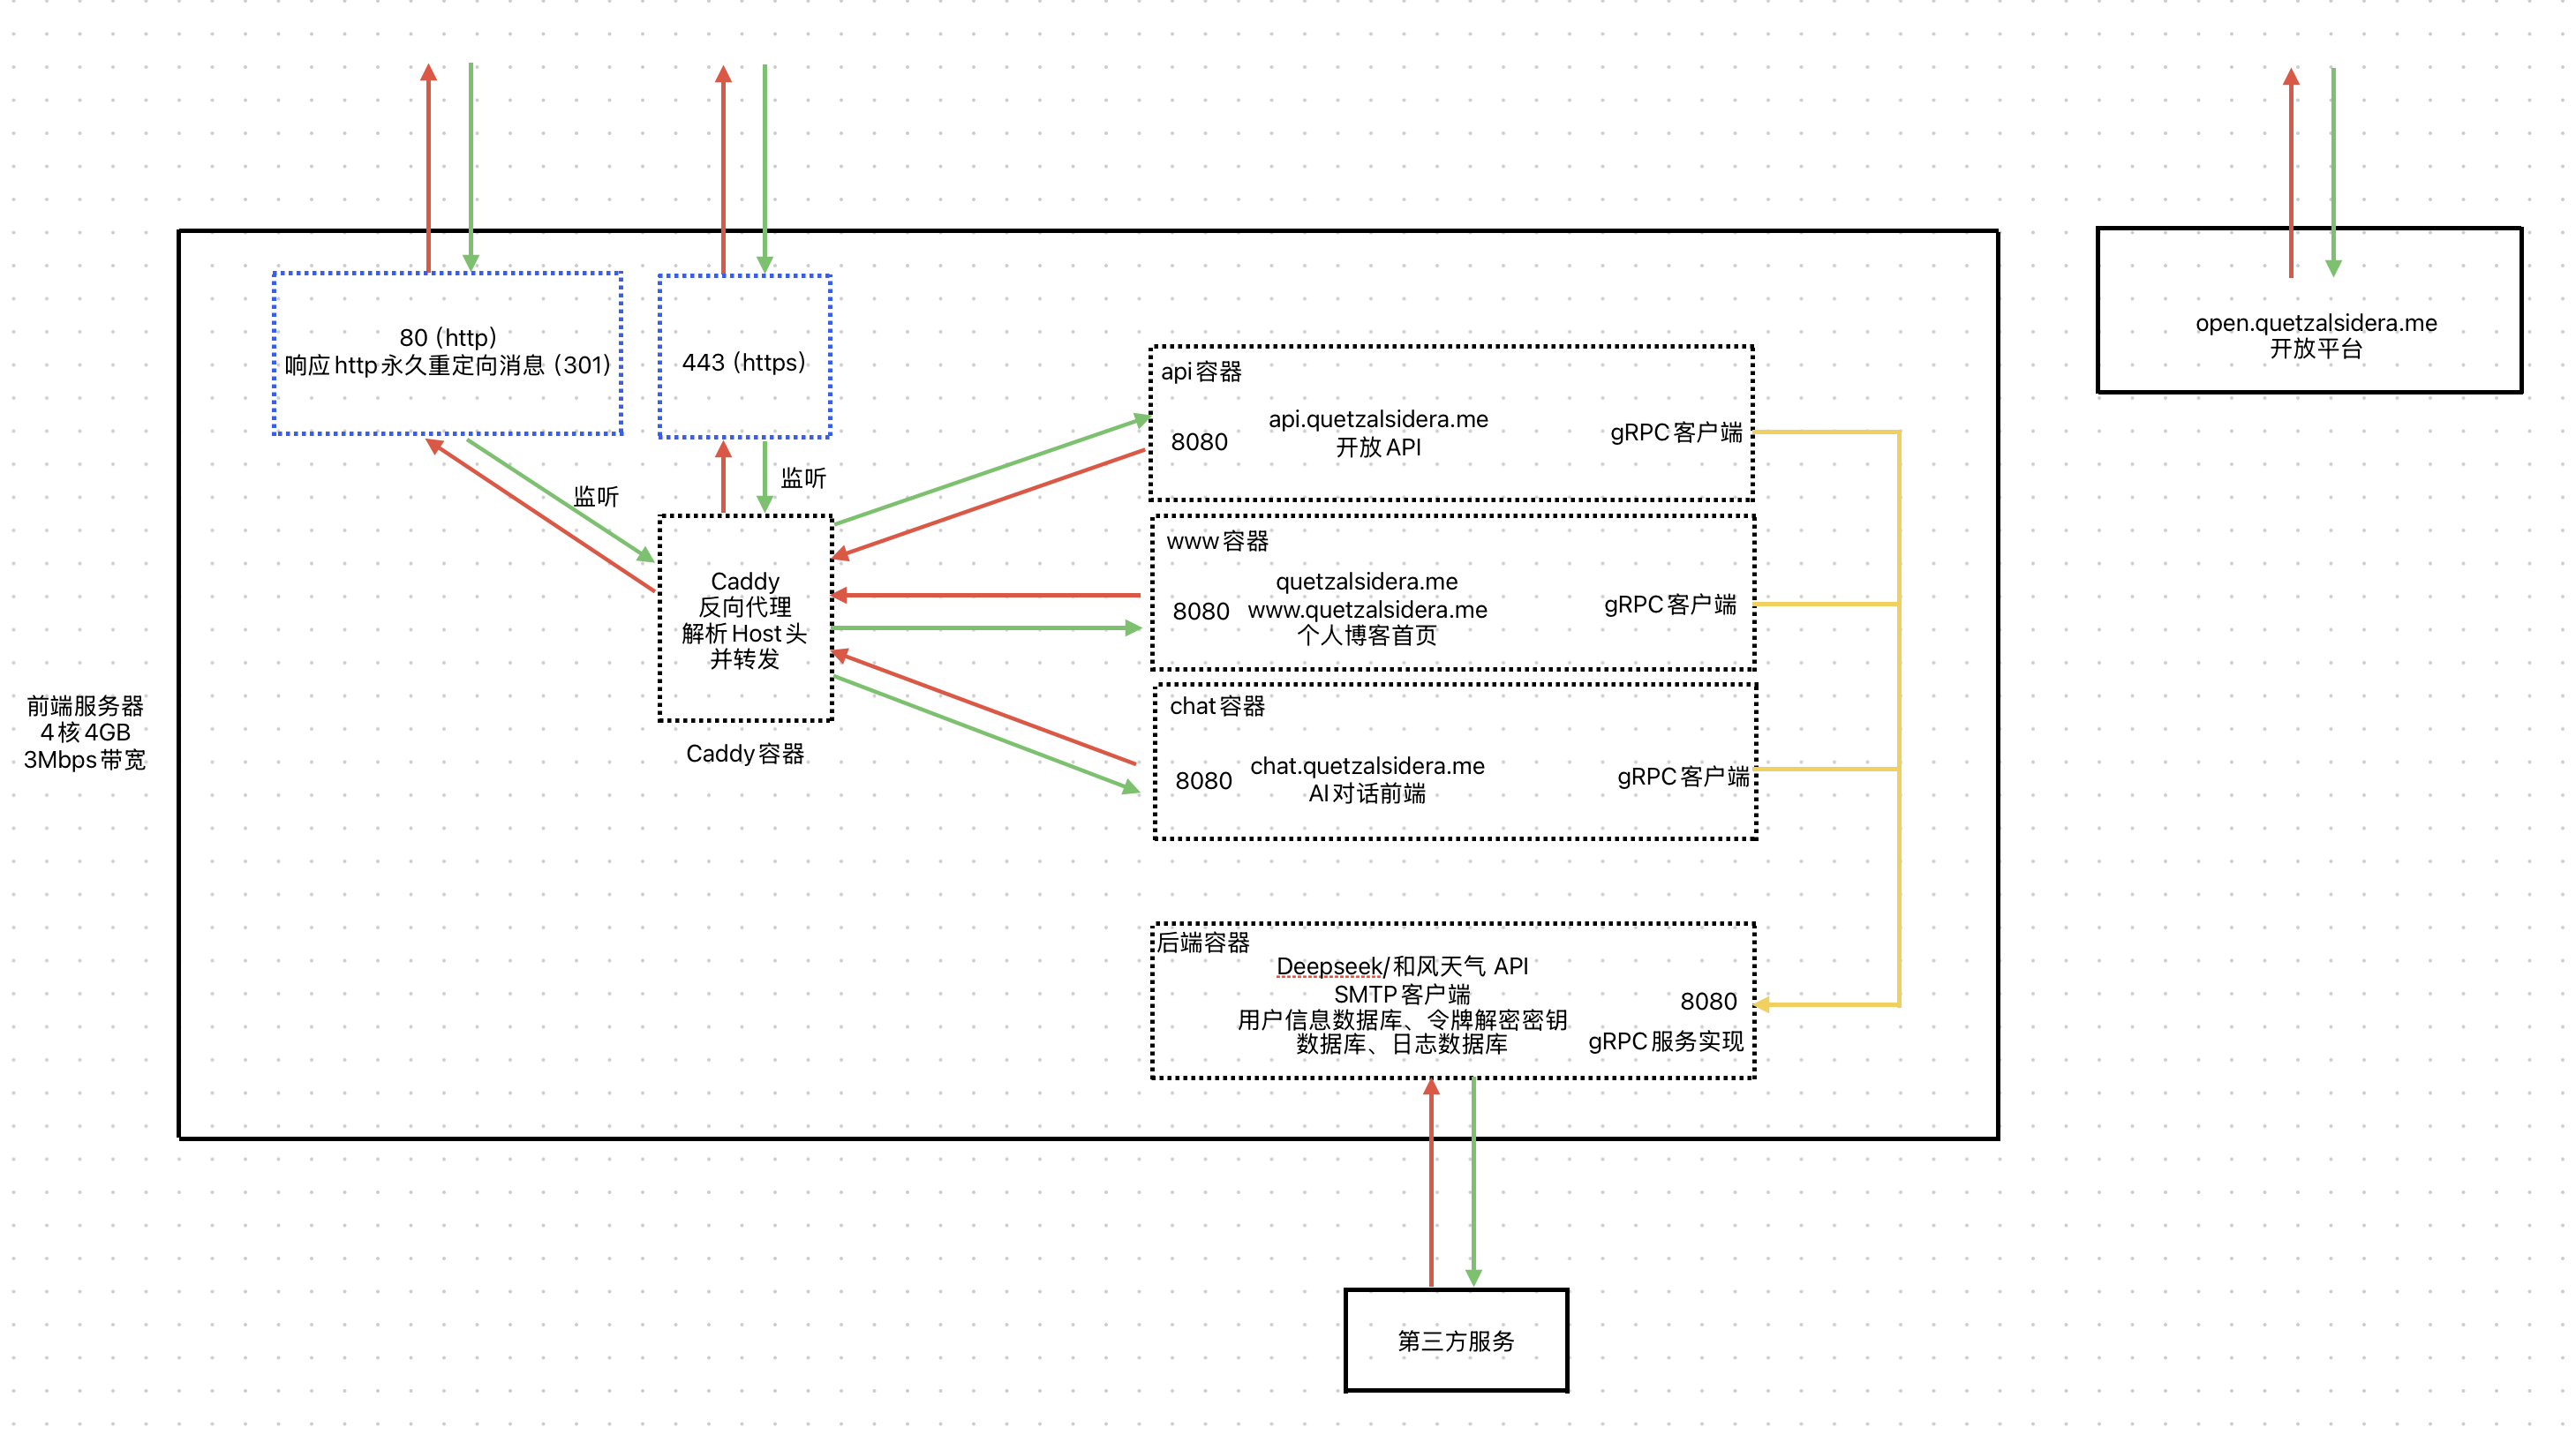 80 (http)
响应 http 永久重定向消息 (301)
443 (https)
监听
监听
Caddy
反向代理
解析 Host 头
并转发
Caddy 容器
前端服务器
4 核 4GB
3Mbps 带宽
api 容器
8080
api.quetzalsidera.me
开放 API
gRPC 客户端
www 容器
8080
quetzalsidera.me
www.quetzalsidera.me
个人博客首页
gRPC 客户端
chat 容器
8080
chat.quetzalsidera.me
AI 对话前端
gRPC 客户端
后端容器
Deepseek/ 和风天气 API
SMTP 客户端
用户信息数据库、令牌解密密钥
数据库、日志数据库
8080
gRPC 服务实现
第三方服务
open.quetzalsidera.me
开放平台